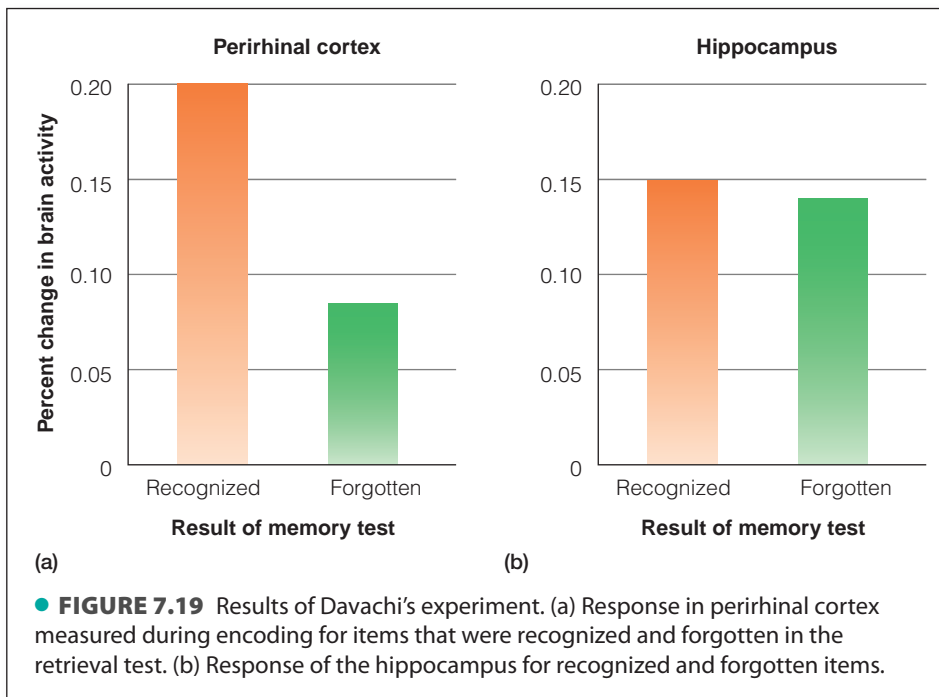 Perirhinal cortex
Percent change in brain activity
0.20
0.15
0.10
0.05
0
Recognized Forgotten
Result of memory test
(a)
Hippocampus
0.20
0.15
0.10
0.05
0
Recognized Forgotten
Result of memory test
(b)
● FIGURE 7.19 Results of Davachi’s experiment. (a) Response in perirhinal cortex
measured during encoding for items that were recognized and forgotten in the
retrieval test. (b) Response of the hippocampus for recognized and forgotten items.